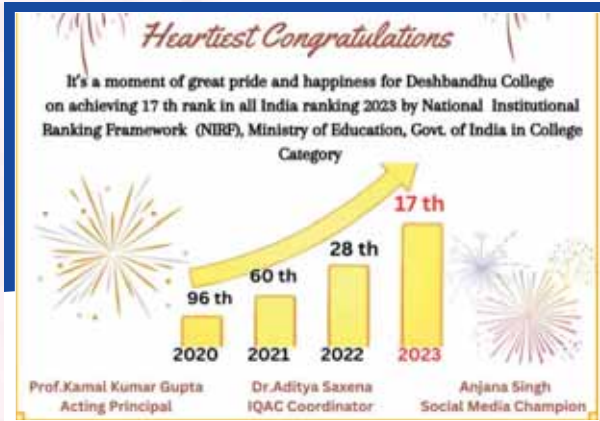 Heartiest Congratulations
It's a moment of great pride and happiness for Deshbandhu College
on achieving 17 th rank in all India ranking 2023 by National Institutional
Ranking Framework (NIRF), Ministry of Education, Govt. of India in College
Category
17 th
28 th
60 th
96 th
2020 2021 2022 2023
Prof.Kamal Kumar Gupta Dr.Aditya Saxena Anjana Singh
Acting Principal IQAC Coordinator Social Media Champion